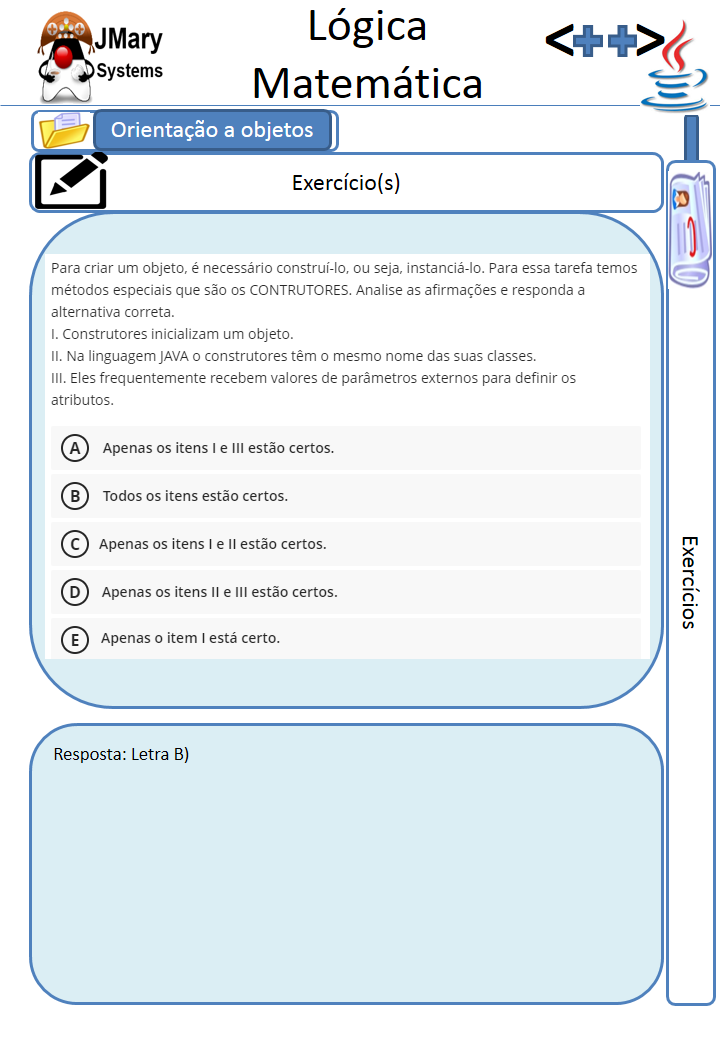 JMary
Systems
Lógica
Matemática
<++>
Orientação a objetos
Exercício(s)
Para criar um objeto, é necessário construí-lo, ou seja, instanciá-lo. Para essa tarefa temos
métodos especiais que são os CONTRUTORES. Analise as afirmações e responda a
alternativa correta.
I. Construtores inicializam um objeto.
II. Na linguagem JAVA o construtores têm o mesmo nome das suas classes.
III. Eles frequentemente recebem valores de parâmetros externos para definir os
atributos.
A Apenas os itens I e III estão certos.
B Todos os itens estão certos.
C Apenas os itens I e II estão certos.
D Apenas os itens II e III estão certos.
E Apenas o item I está certo.
Exercícios
Resposta: Letra B)